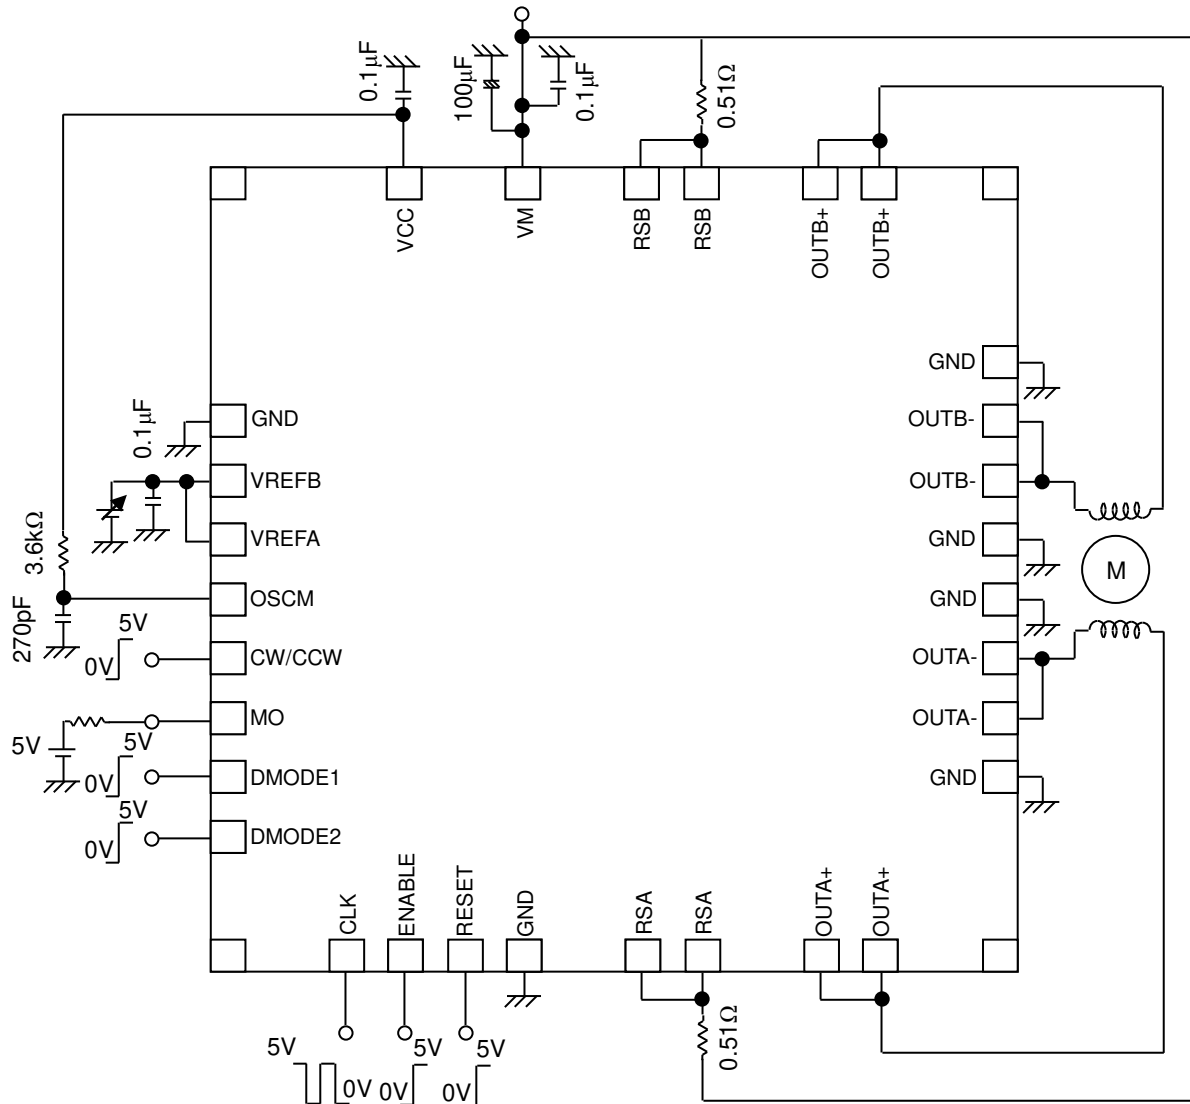 0.1μF
100μF
0.1μF
0.51Ω
VCC
VM
RSB
RSB
OUTB+
OUTB+
GND
OUTB-
OUTB-
GND
GND
OUTA-
OUTA-
GND
M
0.1μF
GND
VREFB
VREFA
3.6kΩ
OSCM
270pF
5V
0V
CW/CCW
MO
5V
5V
0V
DMODE1
5V
0V
DMODE2
CLK
ENABLE
RESET
GND
RSA
RSA
OUTA+
OUTA+
0.51Ω
5V
0V
5V
0V
5V
0V